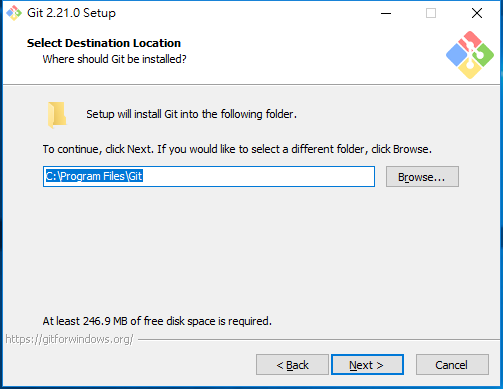 Git 2.21.0 Setup
Select Destination Location
Where should Git be installed?
Setup will install Git into the following folder.
To continue, click Next. If you would like to select a different folder, click Browse.
C:\Program Files\Git
Browse...
At least 246.9 MB of free disk space is required.
https://gitforwindows.org/
< Back
Next >
Cancel